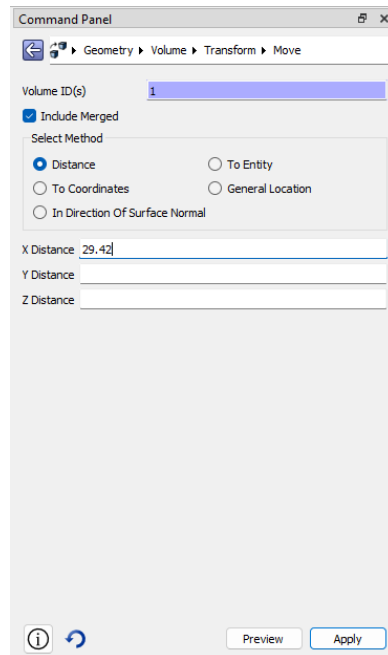 Command Panel
Geometry Volume Transform Move
Volume ID(s) 1
Include Merged
Select Method
Distance To Entity
To Coordinates General Location
In Direction Of Surface Normal
X Distance 29.42
Y Distance
Z Distance
Preview Apply